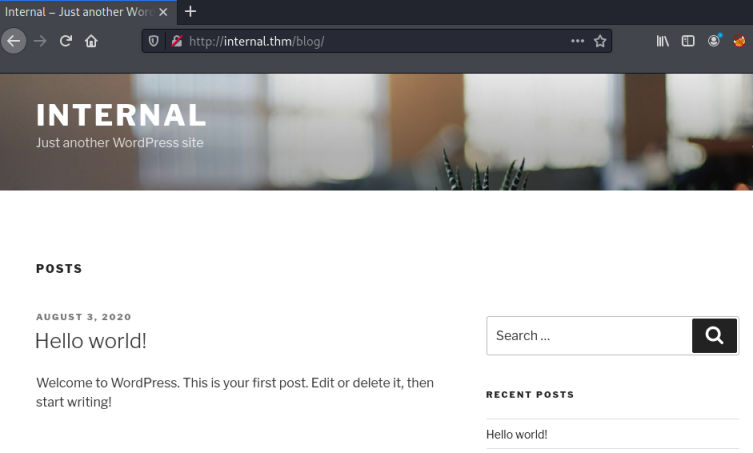 Internal – Just another Word
http://internal.thm/blog/
INTERNAL
Just another WordPress site
POSTS
AUGUST 3, 2020
Hello world!
Welcome to WordPress. This is your first post. Edit or delete it, then
start writing!
Search ...
RECENT POSTS
Hello world!